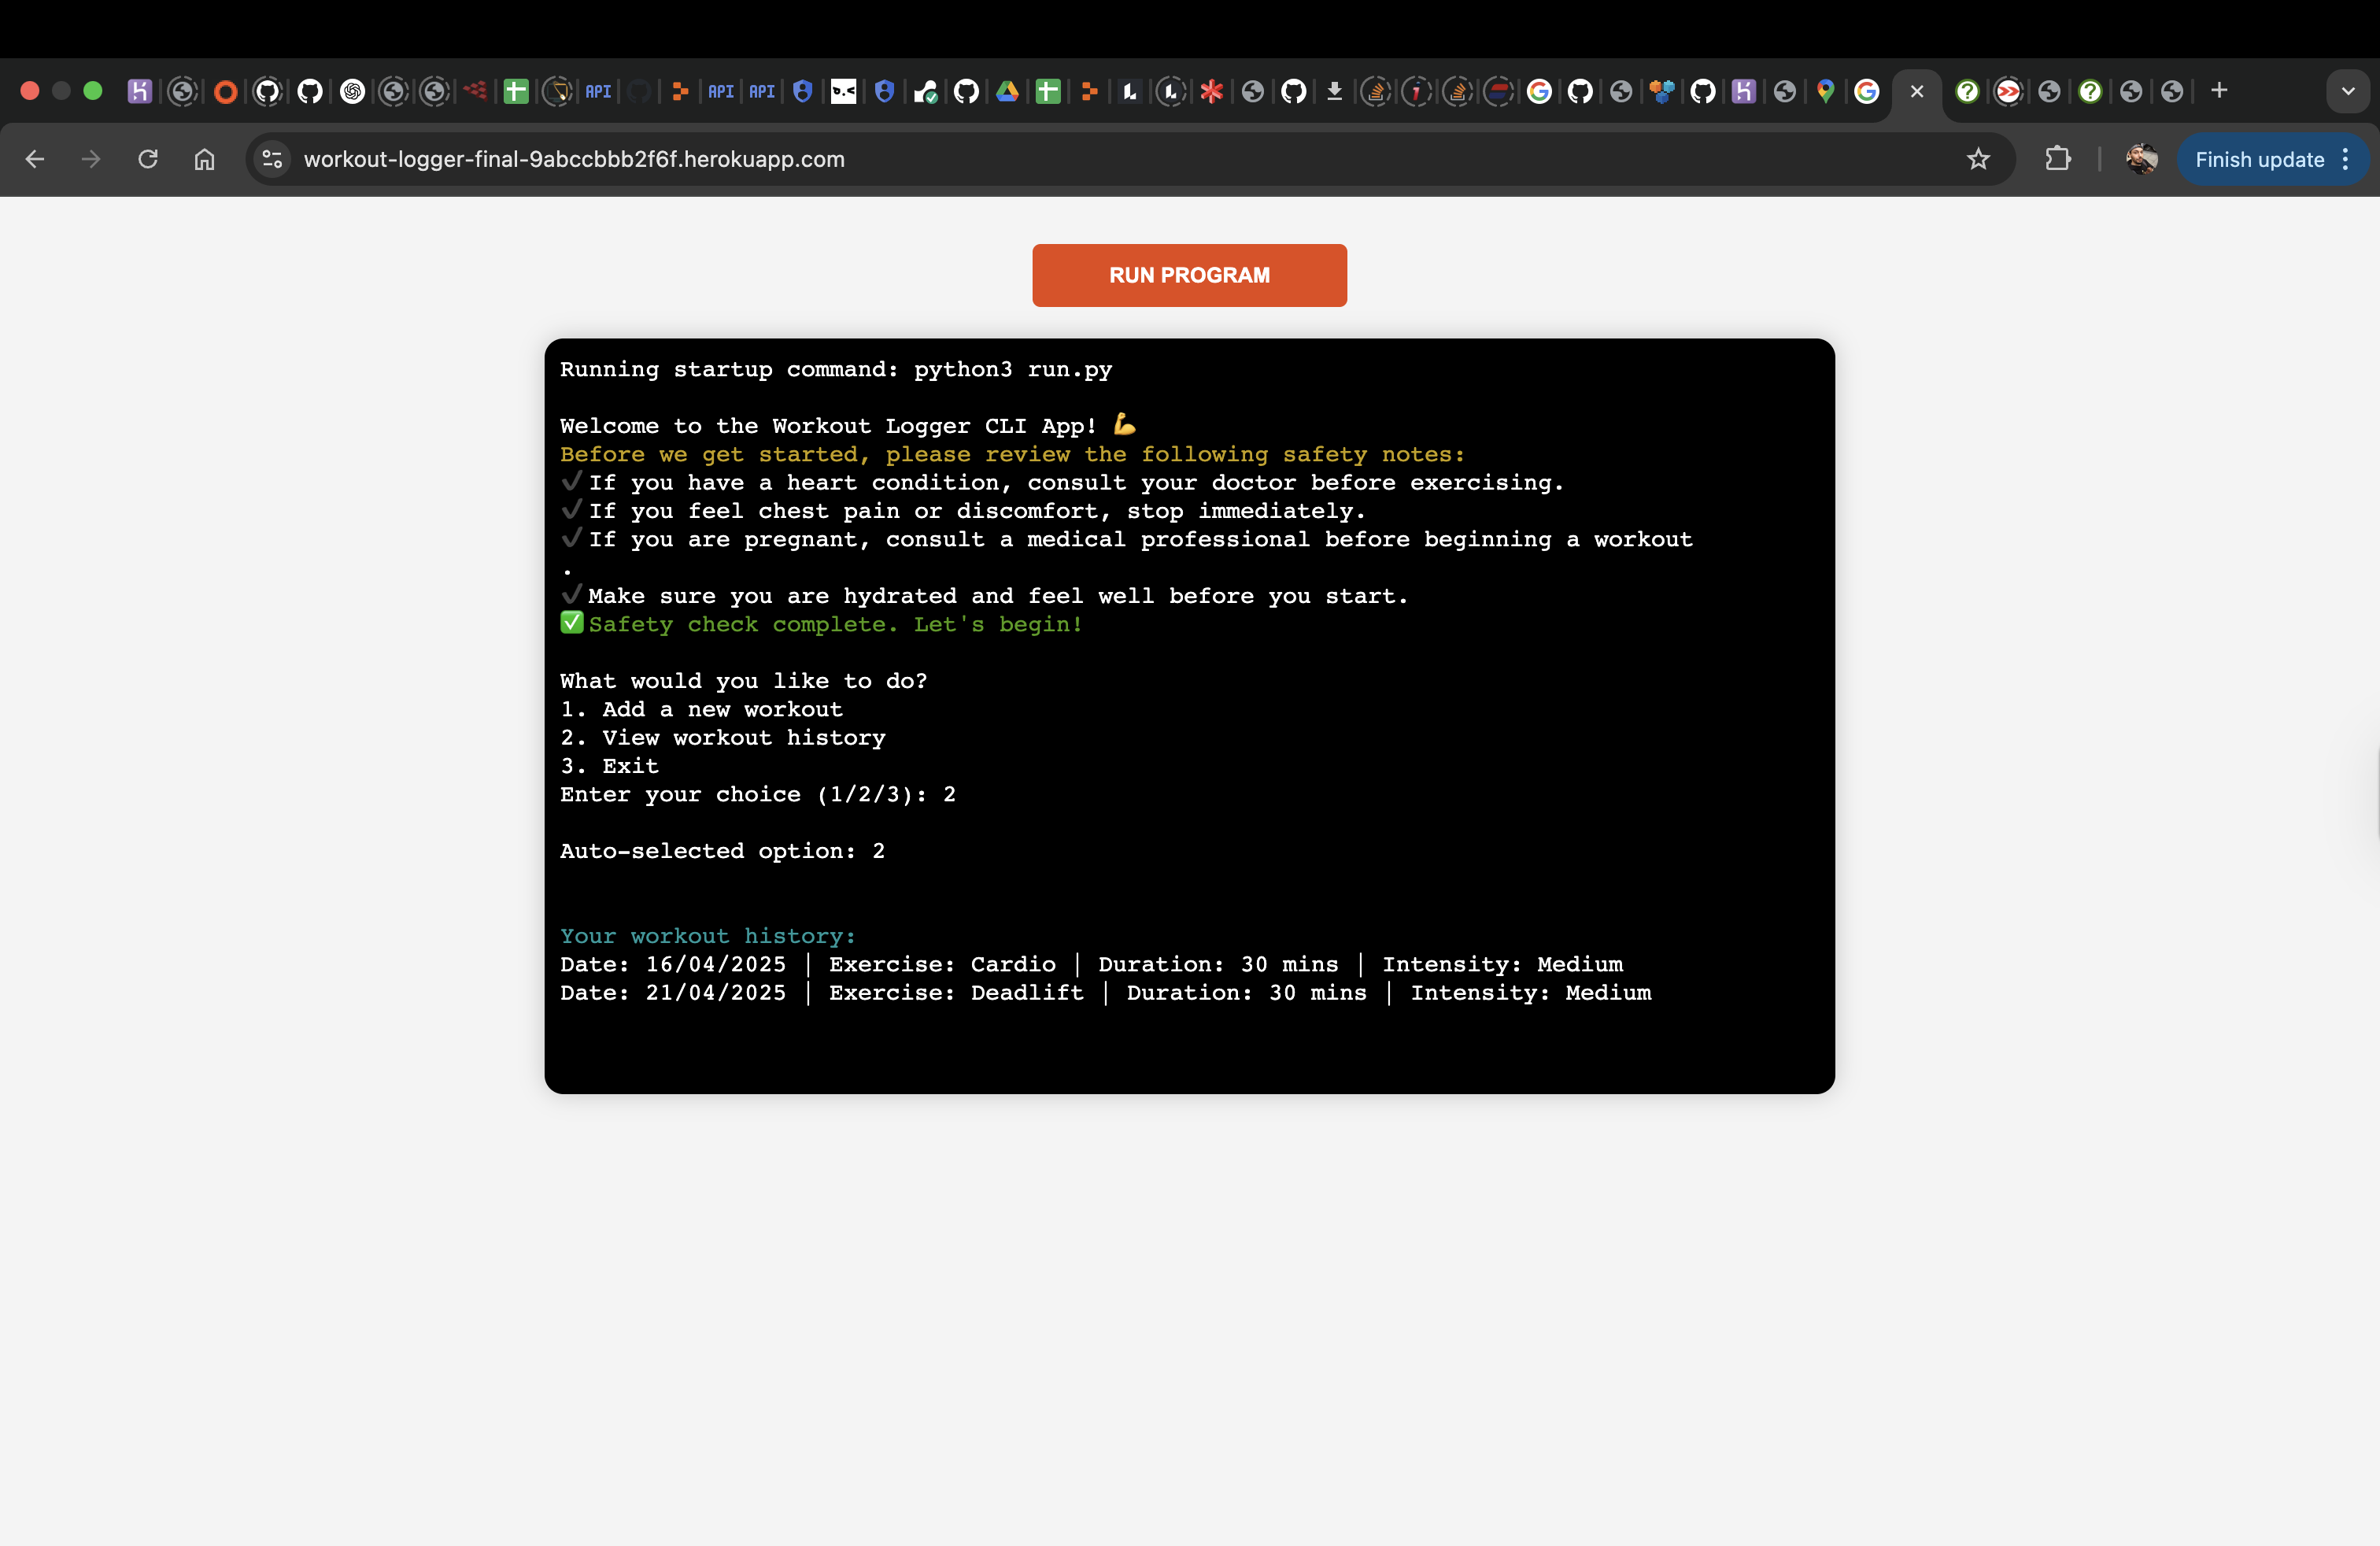 API API API
workout-logger-final-9abccbbb2f6f.herokuapp.com
Finish update
RUN PROGRAM
Running startup command: python3 run.py
Welcome to the Workout Logger CLI App! 💪
Before we get started, please review the following safety notes:
✔️If you have a heart condition, consult your doctor before exercising.
✔️If you feel chest pain or discomfort, stop immediately.
✔️If you are pregnant, consult a medical professional before beginning a workout
.
✔️Make sure you are hydrated and feel well before you start.
✅Safety check complete. Let's begin!
What would you like to do?
1. Add a new workout
2. View workout history
3. Exit
Enter your choice (1/2/3): 2
Auto-selected option: 2
Your workout history:
Date: 16/04/2025 | Exercise: Cardio | Duration: 30 mins | Intensity: Medium
Date: 21/04/2025 | Exercise: Deadlift | Duration: 30 mins | Intensity: Medium